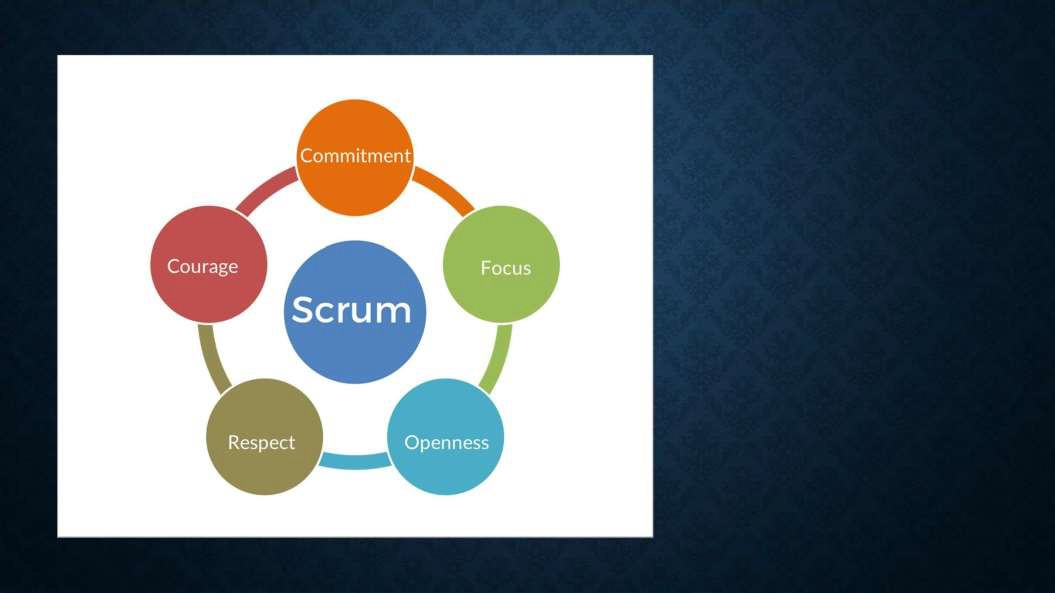 Commitment
Courage
Focus
Scrum
Respect
Openness